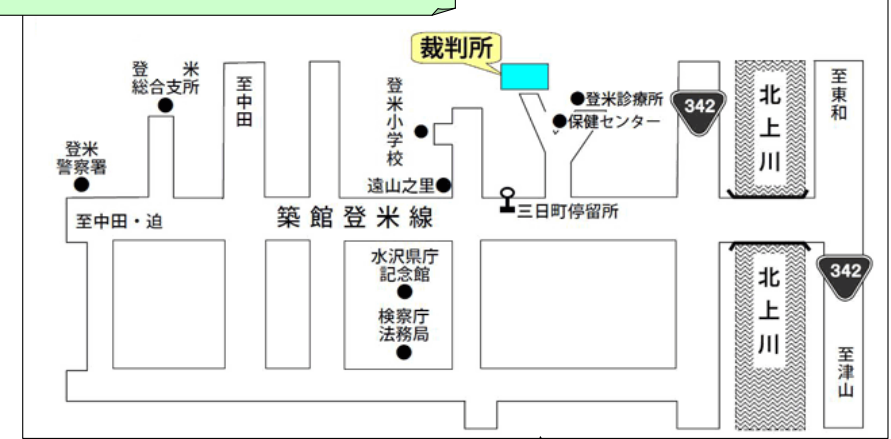 裁判所
登米
総合支所
至中田
登米小学校
登米診療所
保健センター
342
北上川
至東和
登米
警察署
遠山之里
三日町停留所
至中田・迫
築館登米線
水沢県庁
記念館
検察庁
法務局
北上川
342
至津山